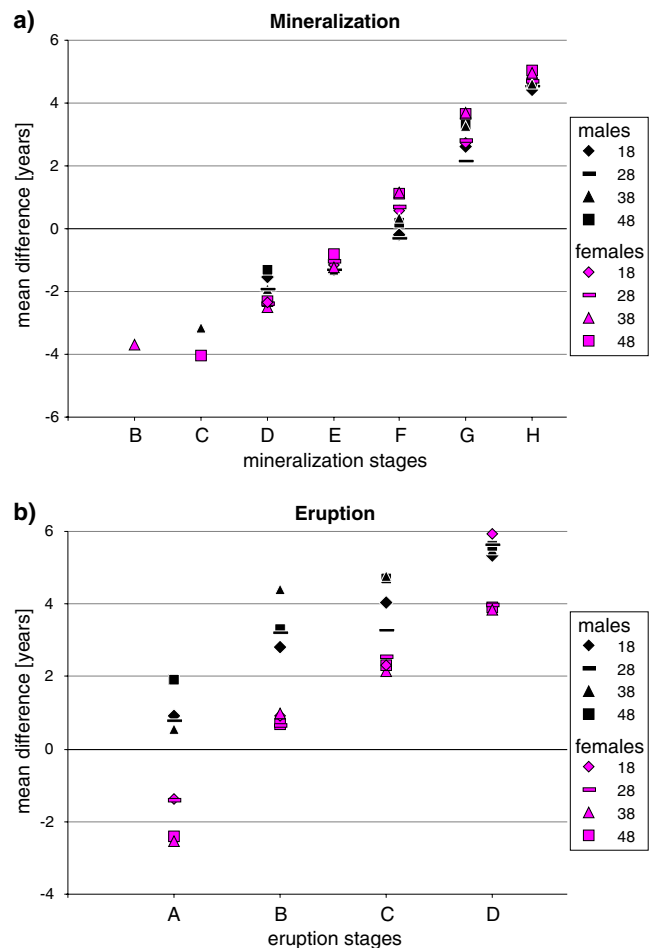 a)
Mineralization
6
4
2
0
-2
-4
-6
mean difference [years]
B C D E F G H
mineralization stages
males
18
28
38
48
females
18
28
38
48
b)
Eruption
6
4
2
0
-2
-4
mean difference [years]
A B C D
eruption stages
males
18
28
38
48
females
18
28
38
48